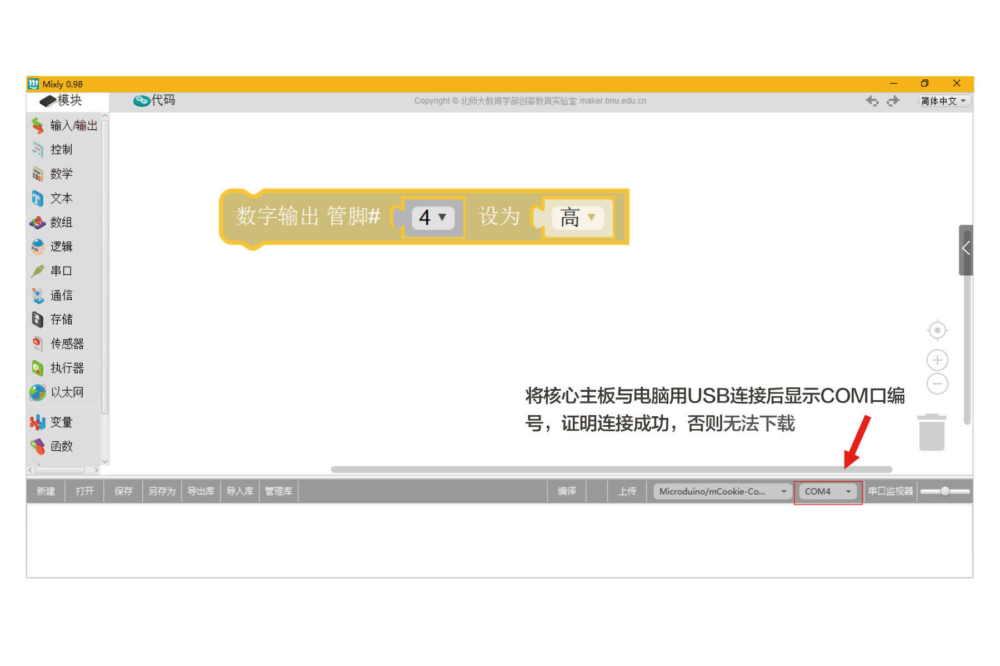 Mixly 0.98
模块
代码
Copyright © 北师大教育学部创客教育实验室 maker.bnu.edu.cn
简体中文
输入/输出
控制
数学
文本
数组
逻辑
串口
通信
存储
传感器
执行器
以太网
变量
函数
数字输出 管脚# 4 设为 高
将核心主板与电脑用USB连接后显示COM口编
号，证明连接成功，否则无法下载
新建 打开 保存 另存为 导出库 导入库 管理库 编译 上传 Microduino/mCookie-Co... COM4 串口监视器